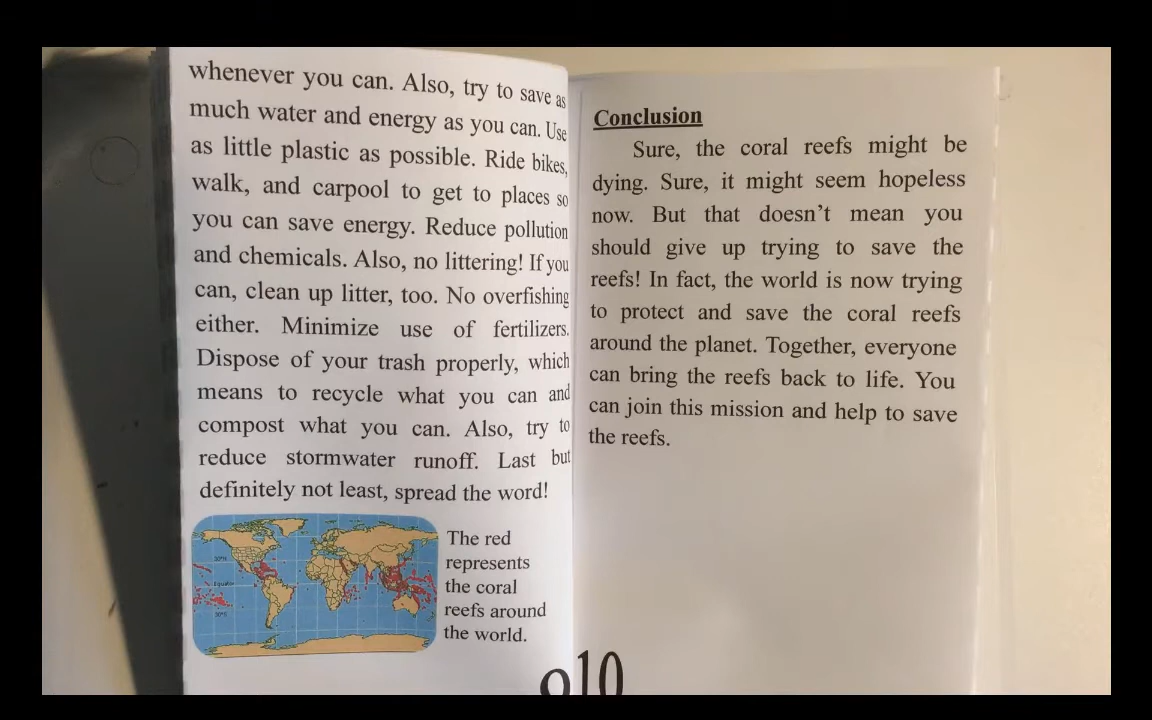 whenever you can. Also, try to save as
much water and energy as you can. Use
as little plastic as possible. Ride bikes,
walk, and carpool to get to places so
you can save energy. Reduce pollution
and chemicals. Also, no littering! If you
can, clean up litter, too. No overfishing
either. Minimize use of fertilizers.
Dispose of your trash properly, which
means to recycle what you can and
compost what you can. Also, try to
reduce stormwater runoff. Last but
definitely not least, spread the word!
30°N
Equator
30°S
The red
represents
the coral
reefs around
the world.
Conclusion
Sure, the coral reefs might be
dying. Sure, it might seem hopeless
now. But that doesn't mean you
should give up trying to save the
reefs! In fact, the world is now trying
to protect and save the coral reefs
around the planet. Together, everyone
can bring the reefs back to life. You
can join this mission and help to save
the reefs.
10